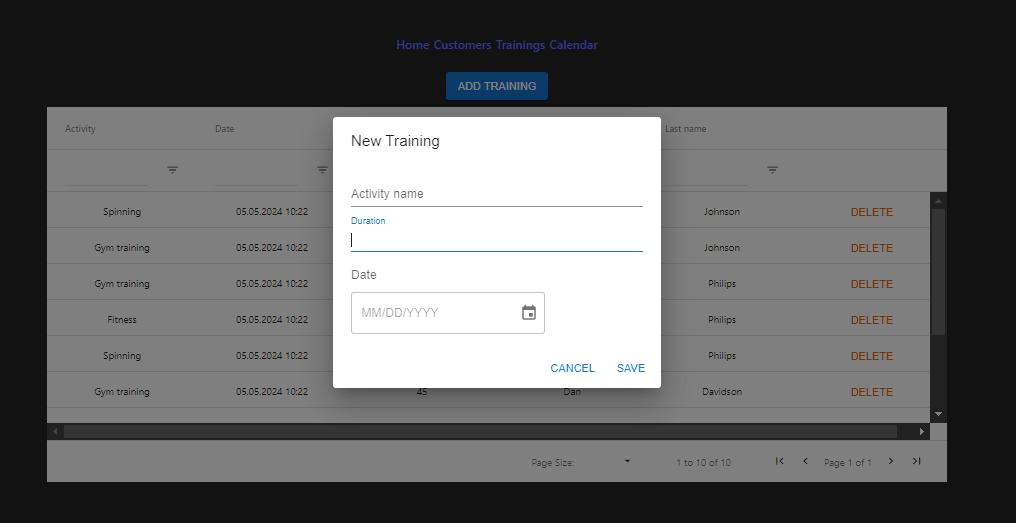 Home Customers Trainings Calendar
ADD TRAINING
Activity Date Last name
New Training
Activity name
Duration
Date
MM/DD/YYYY
CANCEL SAVE
Spinning 05.05.2024 10:22 Johnson DELETE
Gym training 05.05.2024 10:22 Johnson DELETE
Gym training 05.05.2024 10:22 Philips DELETE
Fitness 05.05.2024 10:22 Philips DELETE
Spinning 05.05.2024 10:22 Philips DELETE
Gym training 05.05.2024 10:22 45 Dan Davidson DELETE
Page Size: 1 to 10 of 10 Page 1 of 1